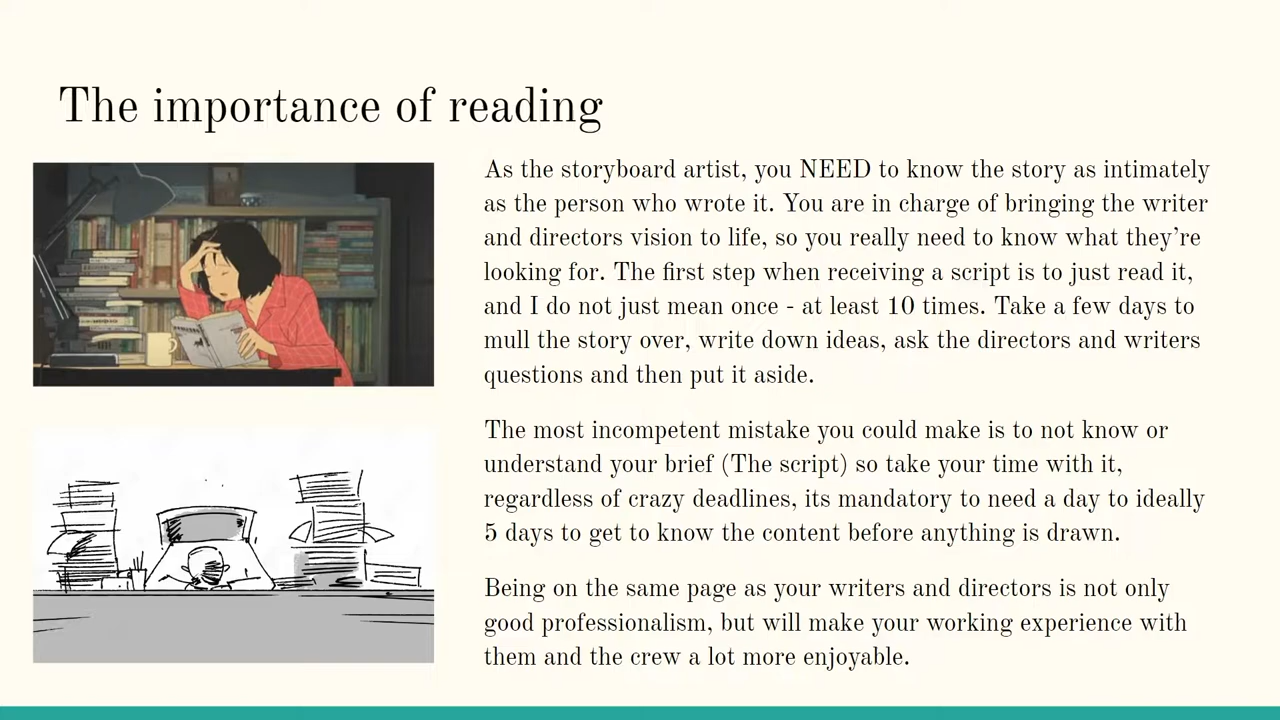 The importance of reading
As the storyboard artist, you NEED to know the story as intimately
as the person who wrote it. You are in charge of bringing the writer
and directors vision to life, so you really need to know what they’re
looking for. The first step when receiving a script is to just read it,
and I do not just mean once - at least 10 times. Take a few days to
mull the story over, write down ideas, ask the directors and writers
questions and then put it aside.
The most incompetent mistake you could make is to not know or
understand your brief (The script) so take your time with it,
regardless of crazy deadlines, its mandatory to need a day to ideally
5 days to get to know the content before anything is drawn.
Being on the same page as your writers and directors is not only
good professionalism, but will make your working experience with
them and the crew a lot more enjoyable.